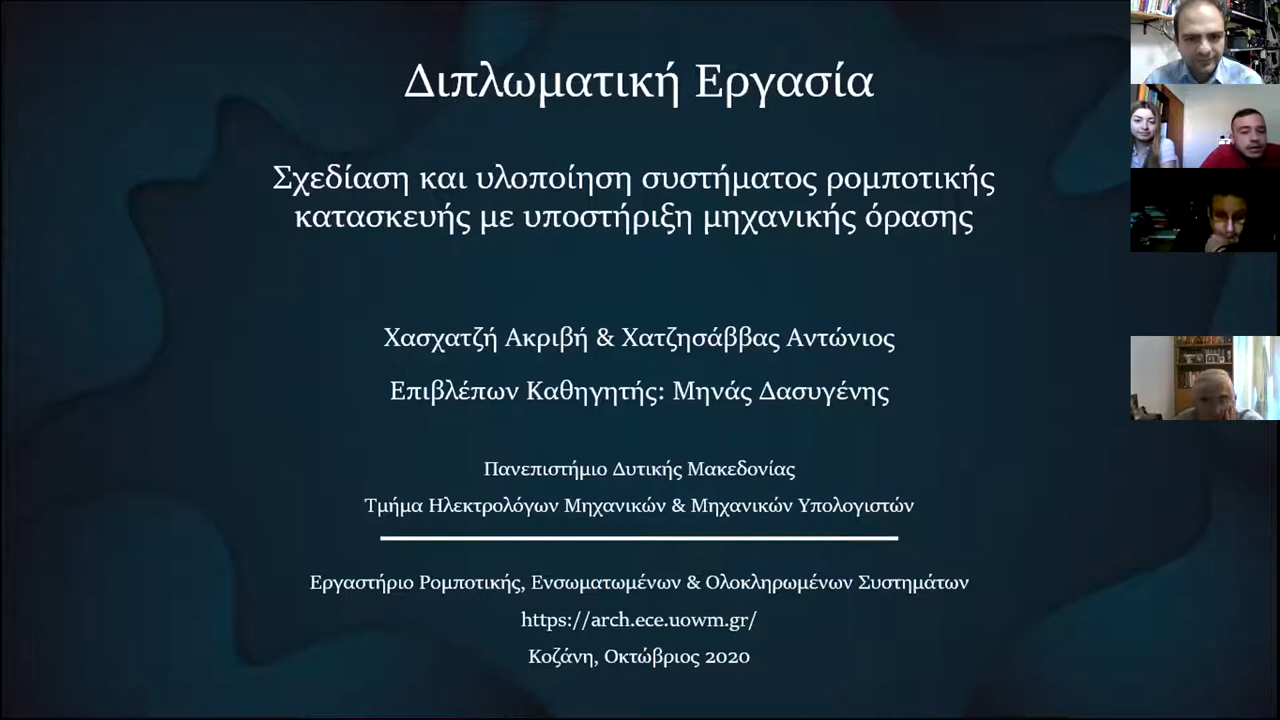 Διπλωματική Εργασία
Σχεδίαση και υλοποίηση συστήματος ρομποτικής
κατασκευής με υποστήριξη μηχανικής όρασης
Χασχατζή Ακριβή & Χατζησάββας Αντώνιος
Επιβλέπων Καθηγητής: Μηνάς Δασυγένης
Πανεπιστήμιο Δυτικής Μακεδονίας
Τμήμα Ηλεκτρολόγων Μηχανικών & Μηχανικών Υπολογιστών
Εργαστήριο Ρομποτικής, Ενσωματωμένων & Ολοκληρωμένων Συστημάτων
https://arch.ece.uowm.gr/
Κοζάνη, Οκτώβριος 2020